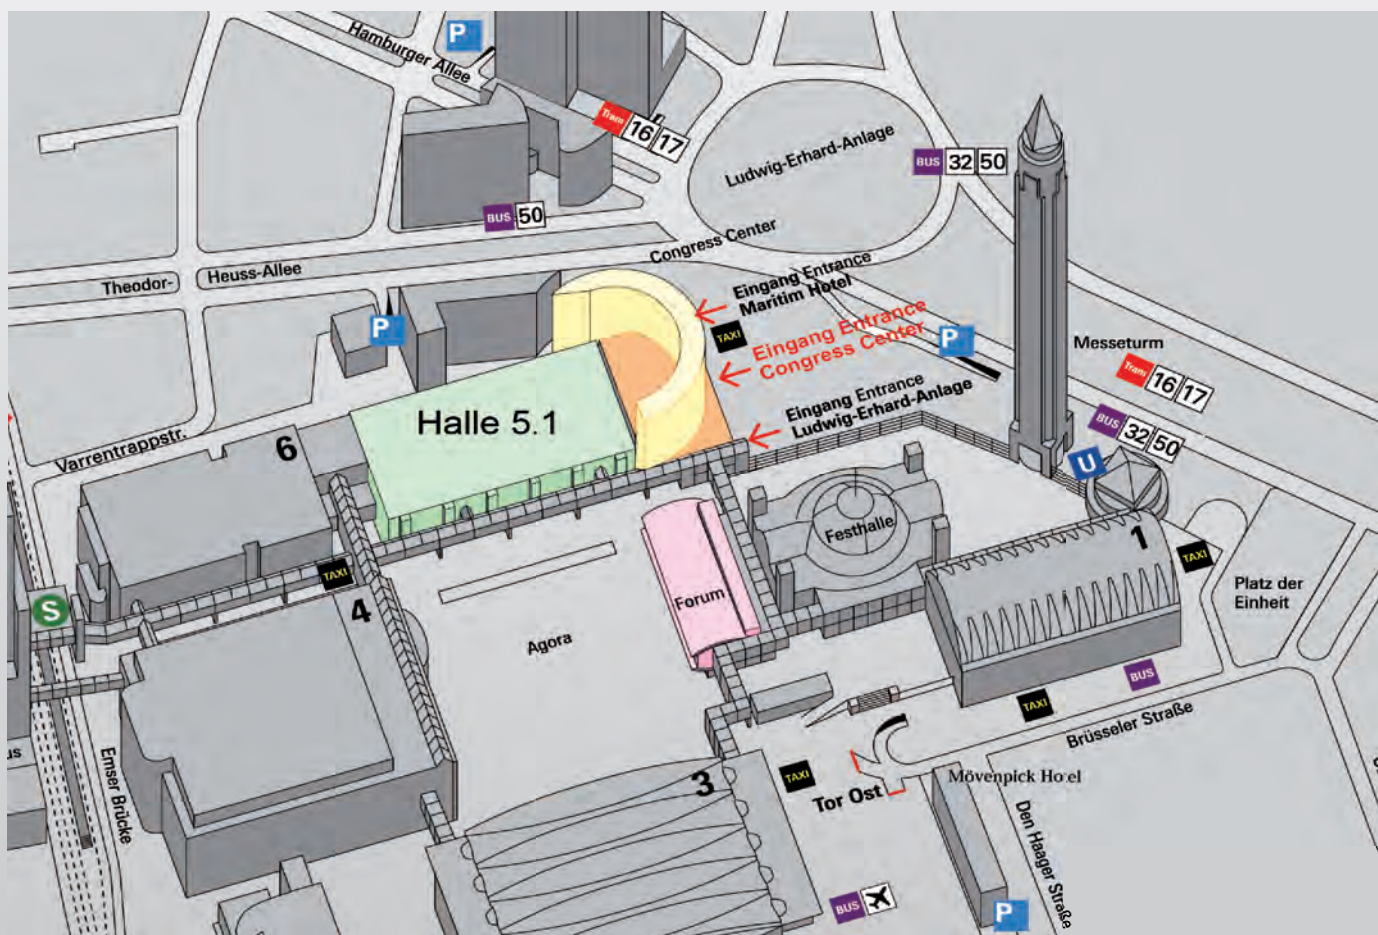 Hamburger Allee
P
Tram 16 17
Ludwig-Erhard-Anlage
BUS 32 50
BUS 50
Congress Center
Theodor-
Heuss-Allee
Eingang Entrance
Maritim Hotel
TAXI
P
Eingang Entrance
Congress Center
P
Messeturm
Tram 16 17
Eingang Entrance
Ludwig-Erhard-Anlage
BUS 32 50
Halle 5.1
Varrentrappstr.
6
U
Festhalle
1
TAXI
TAXI
Platz der
Einheit
S
4
Forum
Agora
BUS
TAXI
Brüsseler Straße
Emser Brücke
3
TAXI
Tor Ost
Mövenpick Ho el
Den Haager Straße
BUS
P